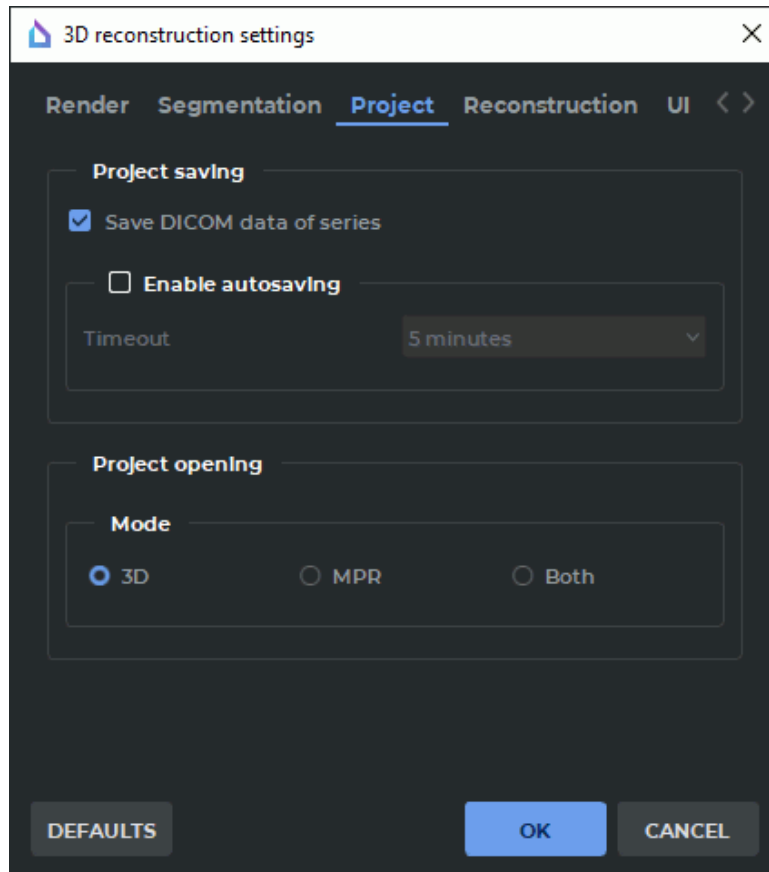 3D reconstruction settings
Render Segmentation Project Reconstruction UI
Project saving
Save DICOM data of series
Enable autosaving
Timeout 5 minutes
Project opening
Mode
3D MPR Both
DEFAULTS OK CANCEL